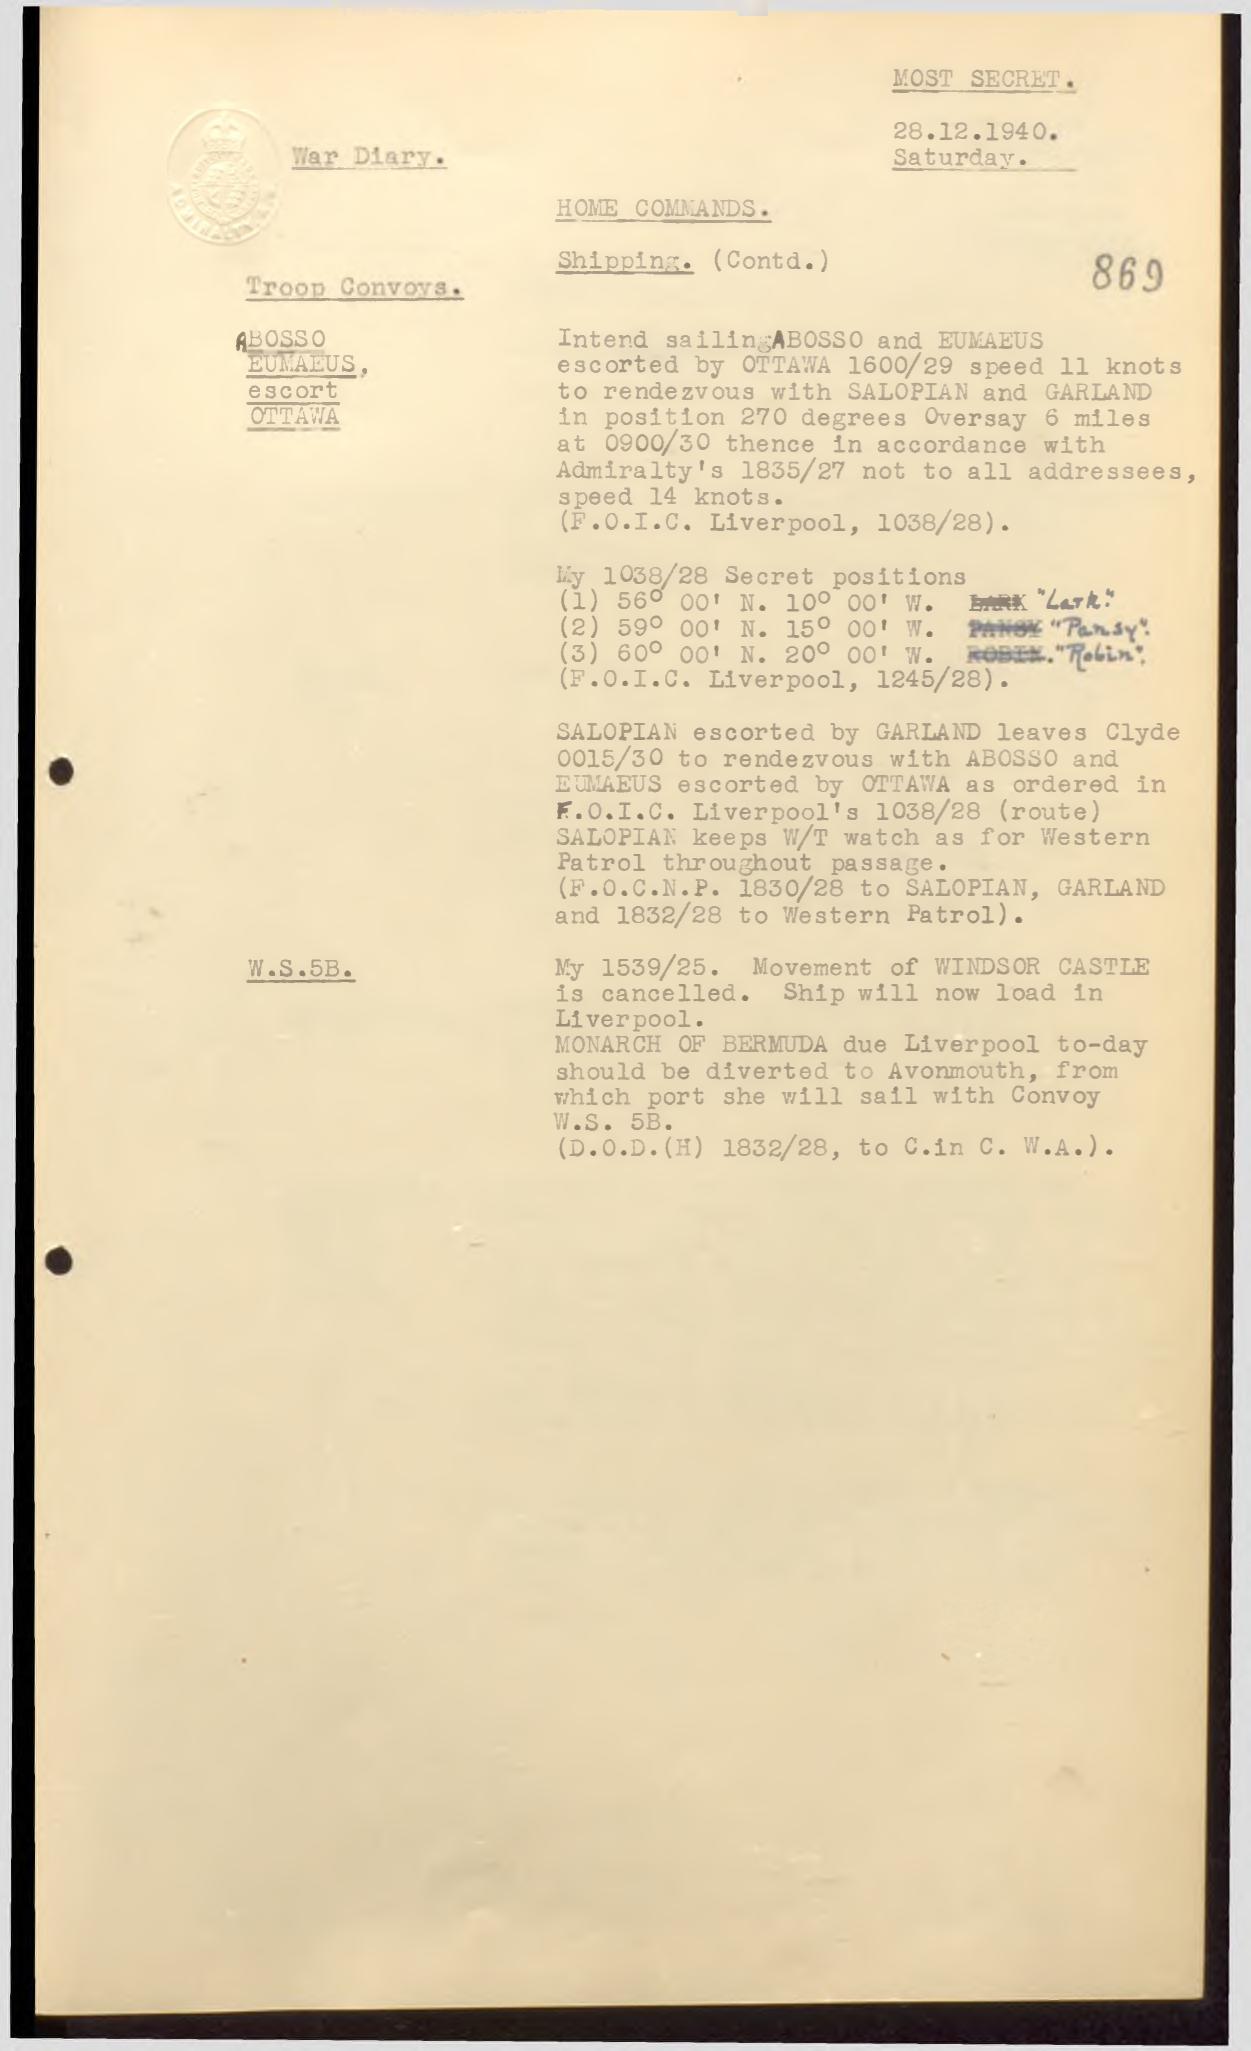 MOST SECRET.
28.12.1940.
Saturday.
War Diary.
HOME COMMANDS.
Shipping. (Contd.)
869
Troop Convoys.
ABOSSO
EUMAEUS,
escort
OTTAWA
Intend sailing ABOSSO and EUMAEUS
escorted by OTTAWA 1600/29 speed 11 knots
to rendezvous with SALOPIAN and GARLAND
in position 270 degrees Oversay 6 miles
at 0900/30 thence in accordance with
Admiralty's 1835/27 not to all addressees,
speed 14 knots.
(F.O.I.C. Liverpool, 1038/28).
My 1038/28 Secret positions
(1) 56° 00' N. 10° 00' W. LARK "Lark".
(2) 59° 00' N. 15° 00' W. PANSY "Pansy".
(3) 60° 00' N. 20° 00' W. ROBIN. "Robin".
(F.O.I.C. Liverpool, 1245/28).
SALOPIAN escorted by GARLAND leaves Clyde
0015/30 to rendezvous with ABOSSO and
EUMAEUS escorted by OTTAWA as ordered in
F.O.I.C. Liverpool's 1038/28 (route)
SALOPIAN keeps W/T watch as for Western
Patrol throughout passage.
(F.O.C.N.P. 1830/28 to SALOPIAN, GARLAND
and 1832/28 to Western Patrol).
W.S.5B.
My 1539/25. Movement of WINDSOR CASTLE
is cancelled. Ship will now load in
Liverpool.
MONARCH OF BERMUDA due Liverpool to-day
should be diverted to Avonmouth, from
which port she will sail with Convoy
W.S. 5B.
(D.O.D.(H) 1832/28, to C.in C. W.A.).